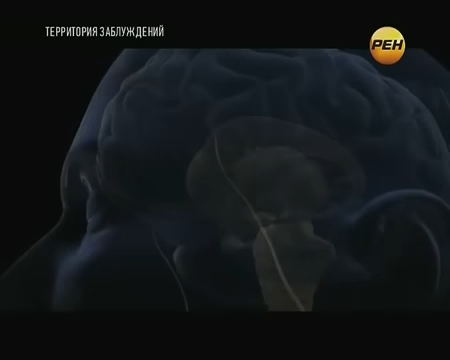 ТЕРРИТОРИЯ ЗАБЛУЖДЕНИЙ
РЕН